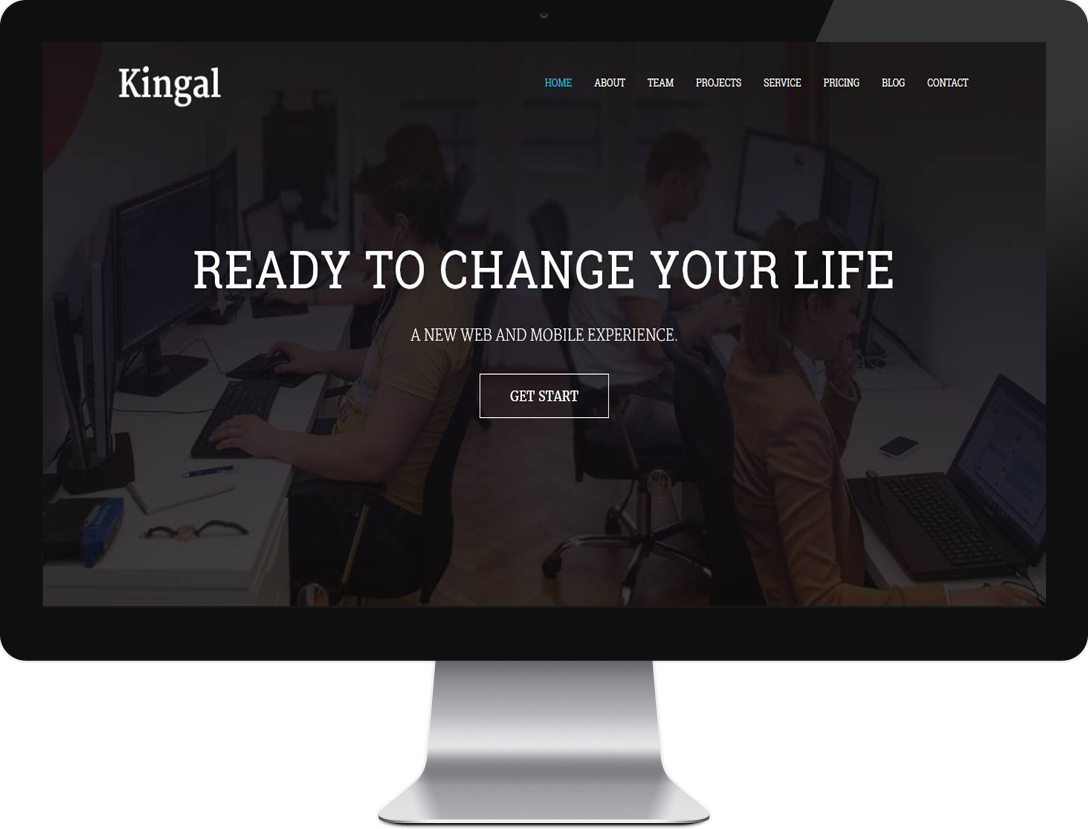 Kingal
HOME ABOUT TEAM PROJECTS SERVICE PRICING BLOG CONTACT
READY TO CHANGE YOUR LIFE
A NEW WEB AND MOBILE EXPERIENCE.
GET START